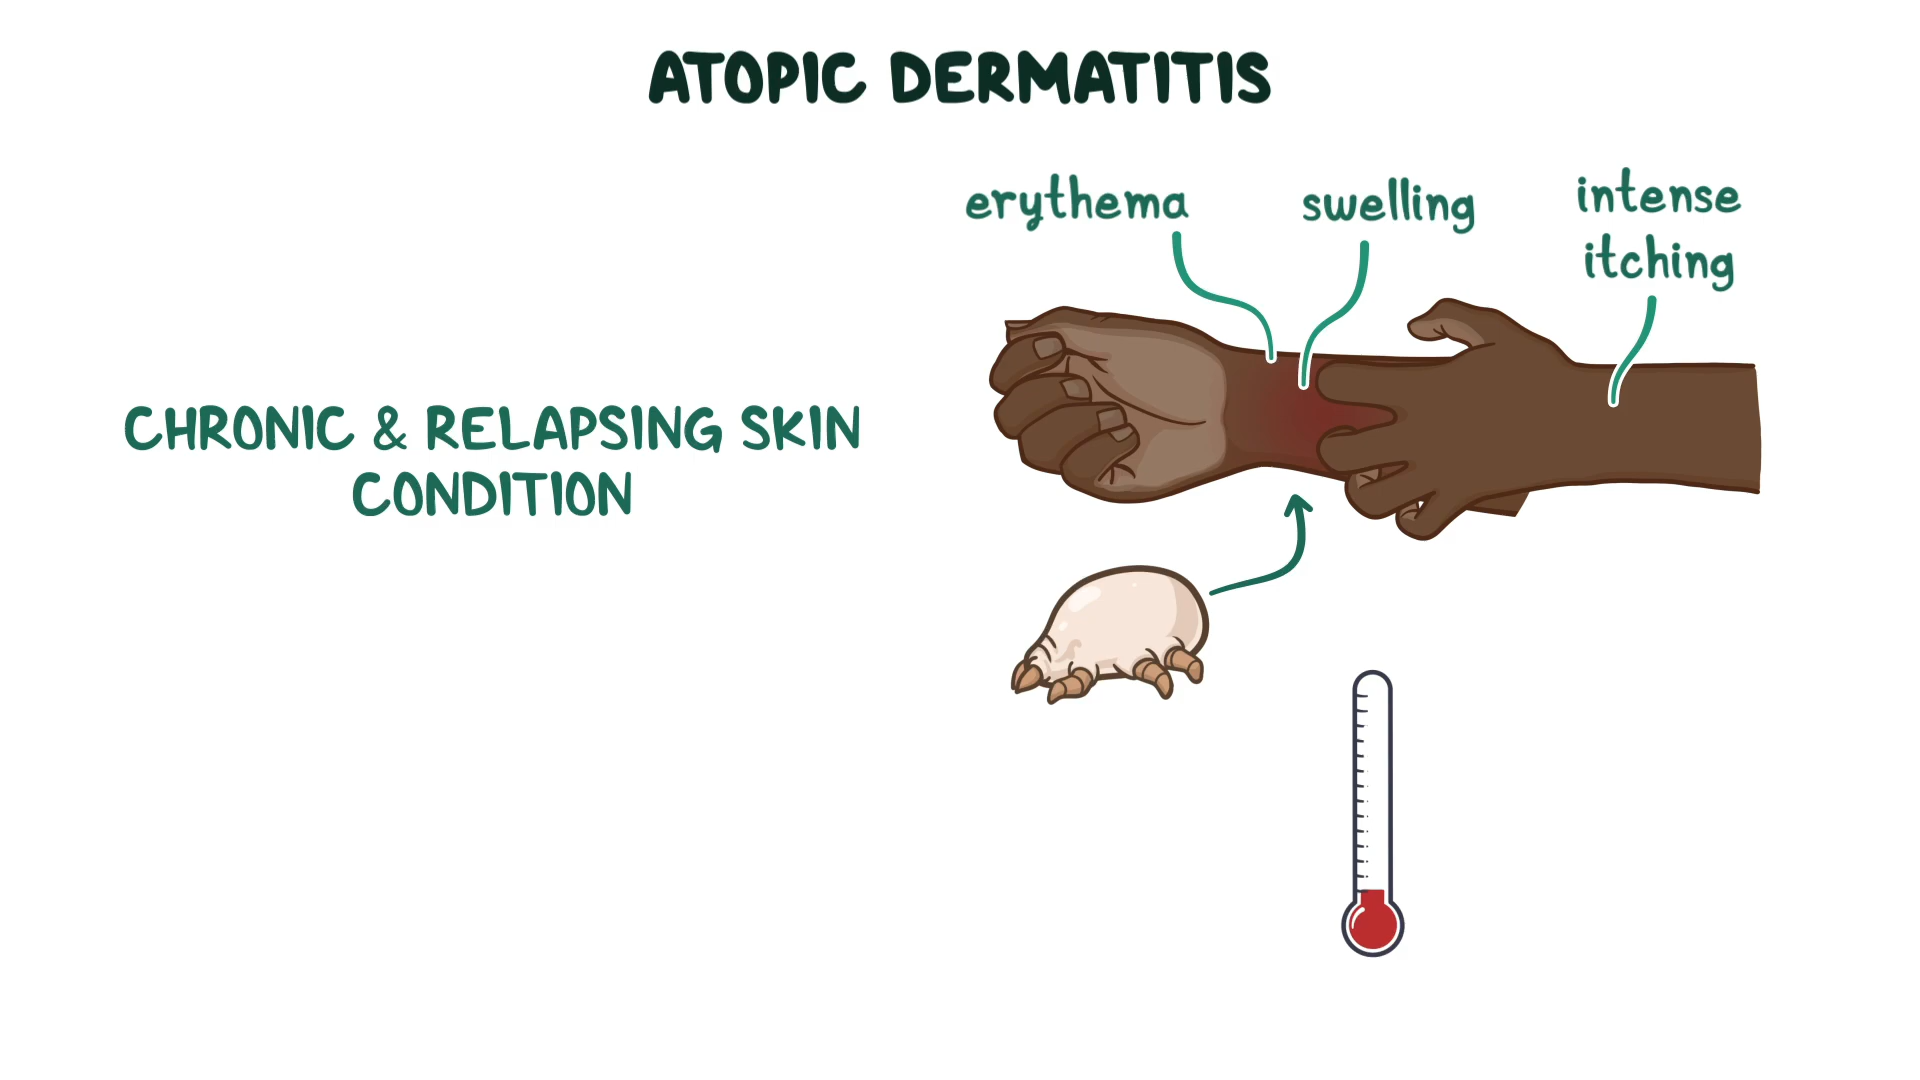 ATOPIC DERMATITIS
erythema
swelling
intense
itching
CHRONIC & RELAPSING SKIN
CONDITION